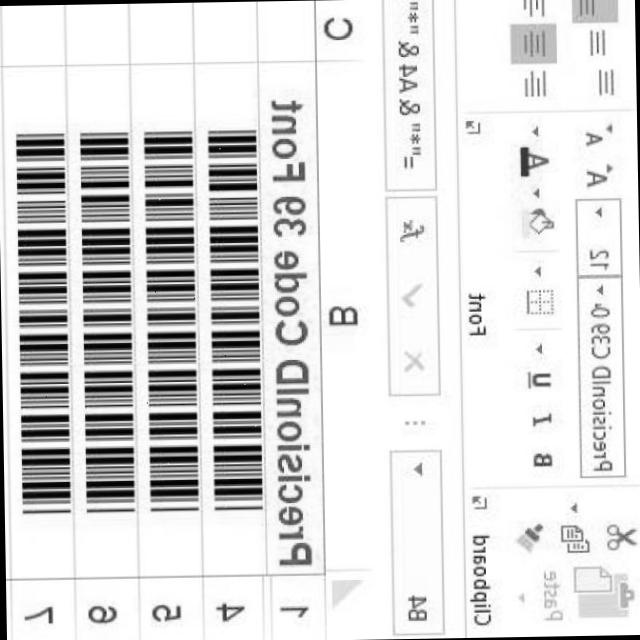 Paste
Clipboard
PrecisionID C39 0
12
A A
B I U
A
Font
B4
fx
="*" & A4 & "*"
B
C
1
PrecisionID Code 39 Font
4
5
6
7